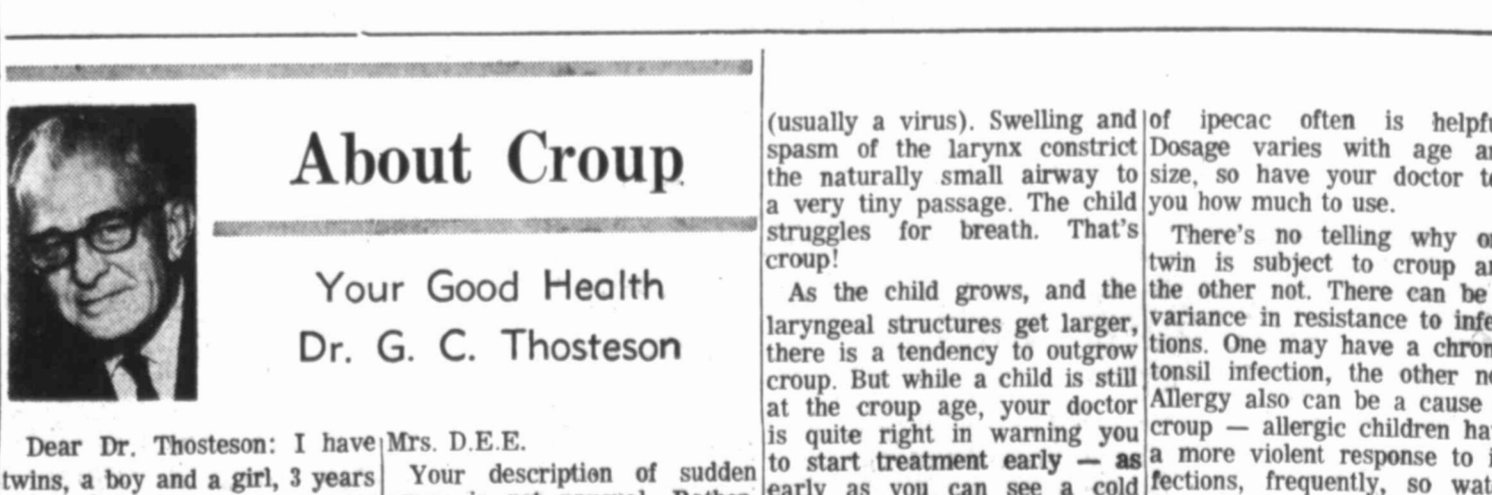 About Croup
Your Good Health
Dr. G. C. Thosteson
Dear Dr. Thosteson: I have
twins, a boy and a girl, 3 years
Mrs. D.E.E.
Your description of sudden
(usually a virus). Swelling and
spasm of the larynx constrict
the naturally small airway to
a very tiny passage. The child
struggles for breath. That's
croup!
As the child grows, and the
laryngeal structures get larger,
there is a tendency to outgrow
croup. But while a child is still
at the croup age, your doctor
is quite right in warning you
to start treatment early — as
early as you can see a cold
of ipecac often is
Dosage varies with age
size, so have your doctor
you how much to use.
There's no telling why
twin is subject to croup
the other not. There can be
variance in resistance to
tions. One may have a
tonsil infection, the other
Allergy also can be a cause
croup — allergic children
a more violent response to
fections, frequently, so